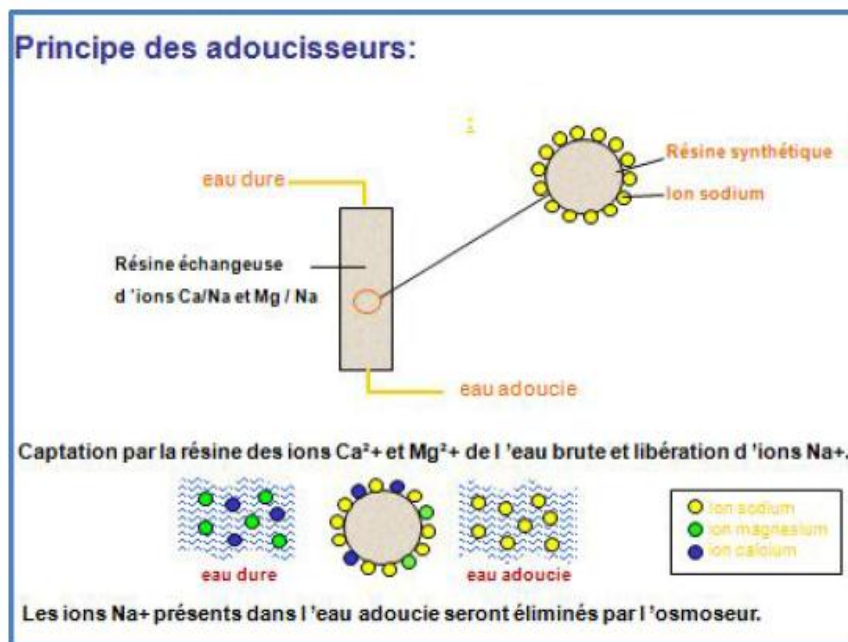 Principe des adoucisseurs:
Résine synthétique
eau dure
Ion sodium
Résine échangeuse
d 'ions Ca/Na et Mg / Na
eau adoucie
Captation par la résine des ions Ca²+ et Mg²+ de l 'eau brute et libération d 'ions Na+.
Ion sodium
Ion magnesium
ion calcium
eau dure
eau adoucie
Les ions Na+ présents dans l 'eau adoucie seront éliminés par l 'osmoseur.